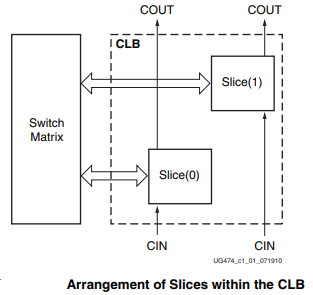 COUT COUT
CLB
Slice(1)
Switch
Matrix
Slice(0)
CIN CIN
UG474_c1_01_071910
Arrangement of Slices within the CLB